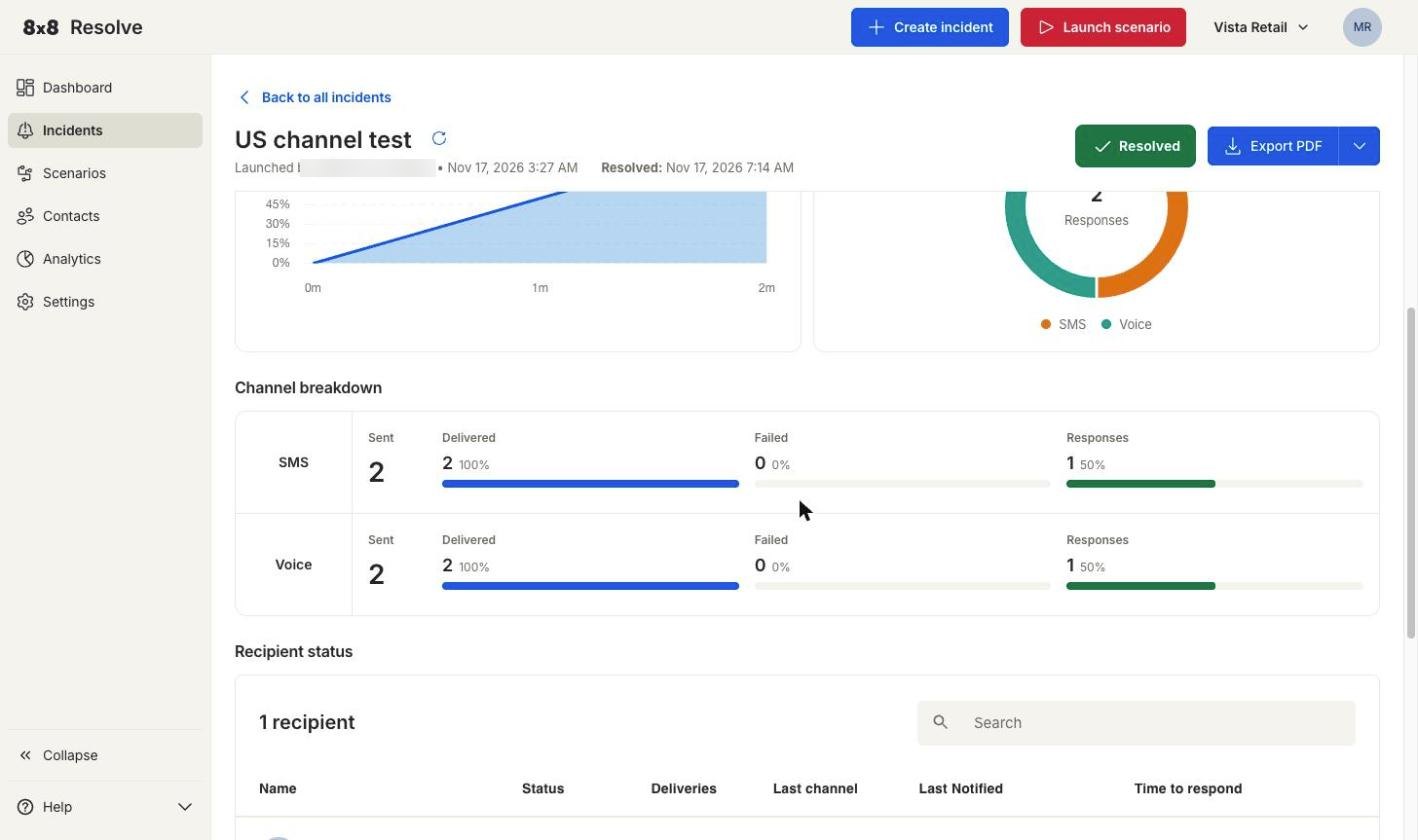 8x8 Resolve
Create incident
Launch scenario
Vista Retail
MR
Dashboard
Incidents
Scenarios
Contacts
Analytics
Settings
Collapse
Help
Back to all incidents
US channel test
Launched
• Nov 17, 2026 3:27 AM
Resolved: Nov 17, 2026 7:14 AM
Resolved
Export PDF
45%
30%
15%
0%
0m
1m
2m
2
Responses
SMS
Voice
Channel breakdown
SMS
Sent
2
Delivered
2 100%
Failed
0 0%
Responses
1 50%
Voice
Sent
2
Delivered
2 100%
Failed
0 0%
Responses
1 50%
Recipient status
1 recipient
Search
Name
Status
Deliveries
Last channel
Last Notified
Time to respond